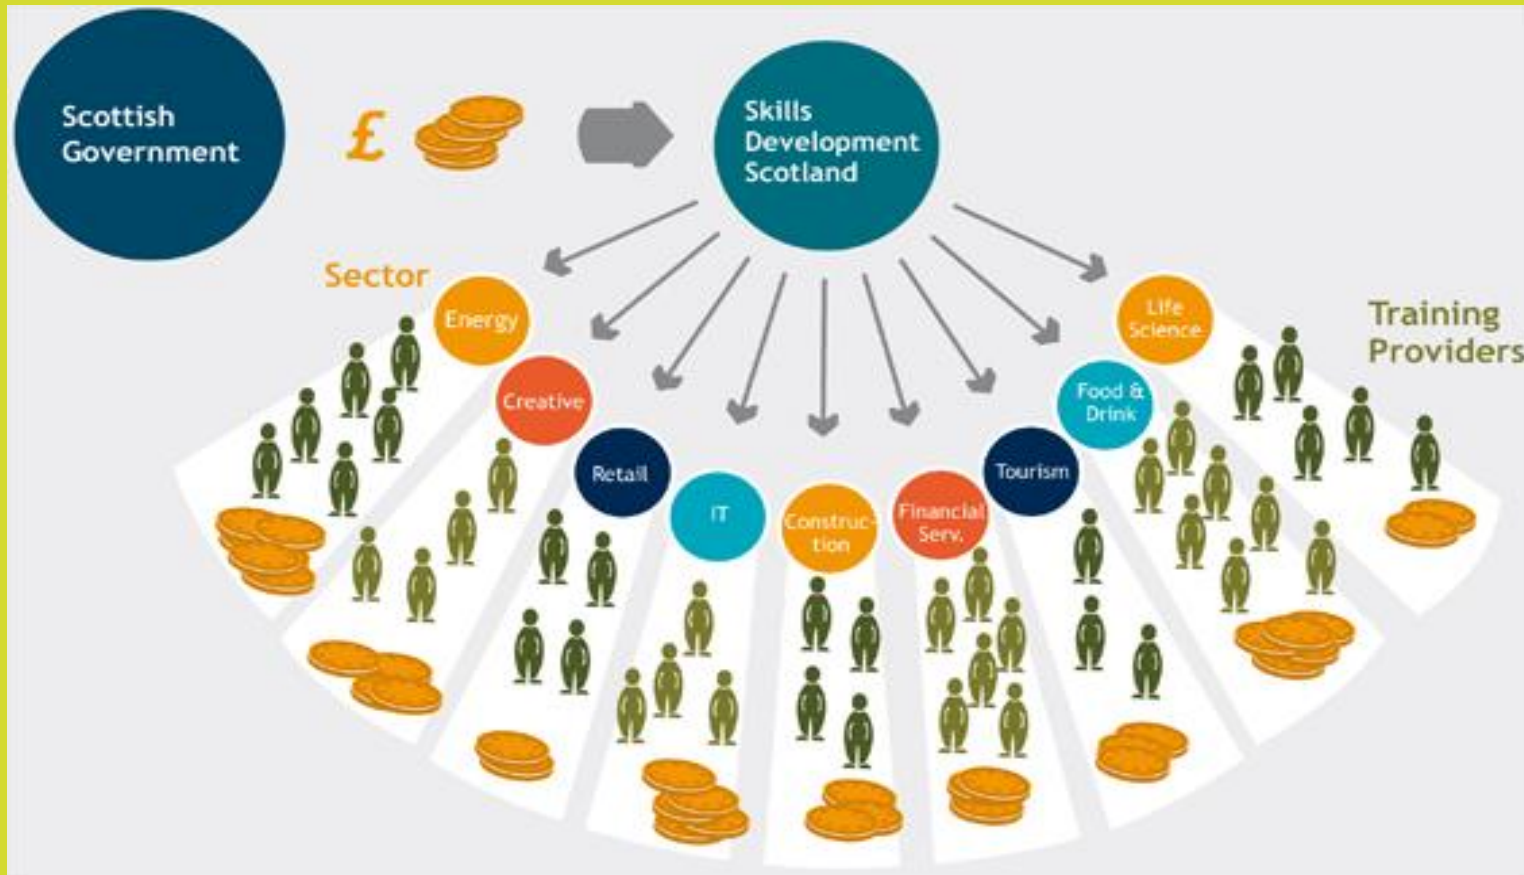 Scottish
Government
£
Skills
Development
Scotland
Sector
Energy
Creative
Retail
IT
Construc-
tion
Financial
Serv.
Tourism
Food &
Drink
Life
Science
Training
Providers